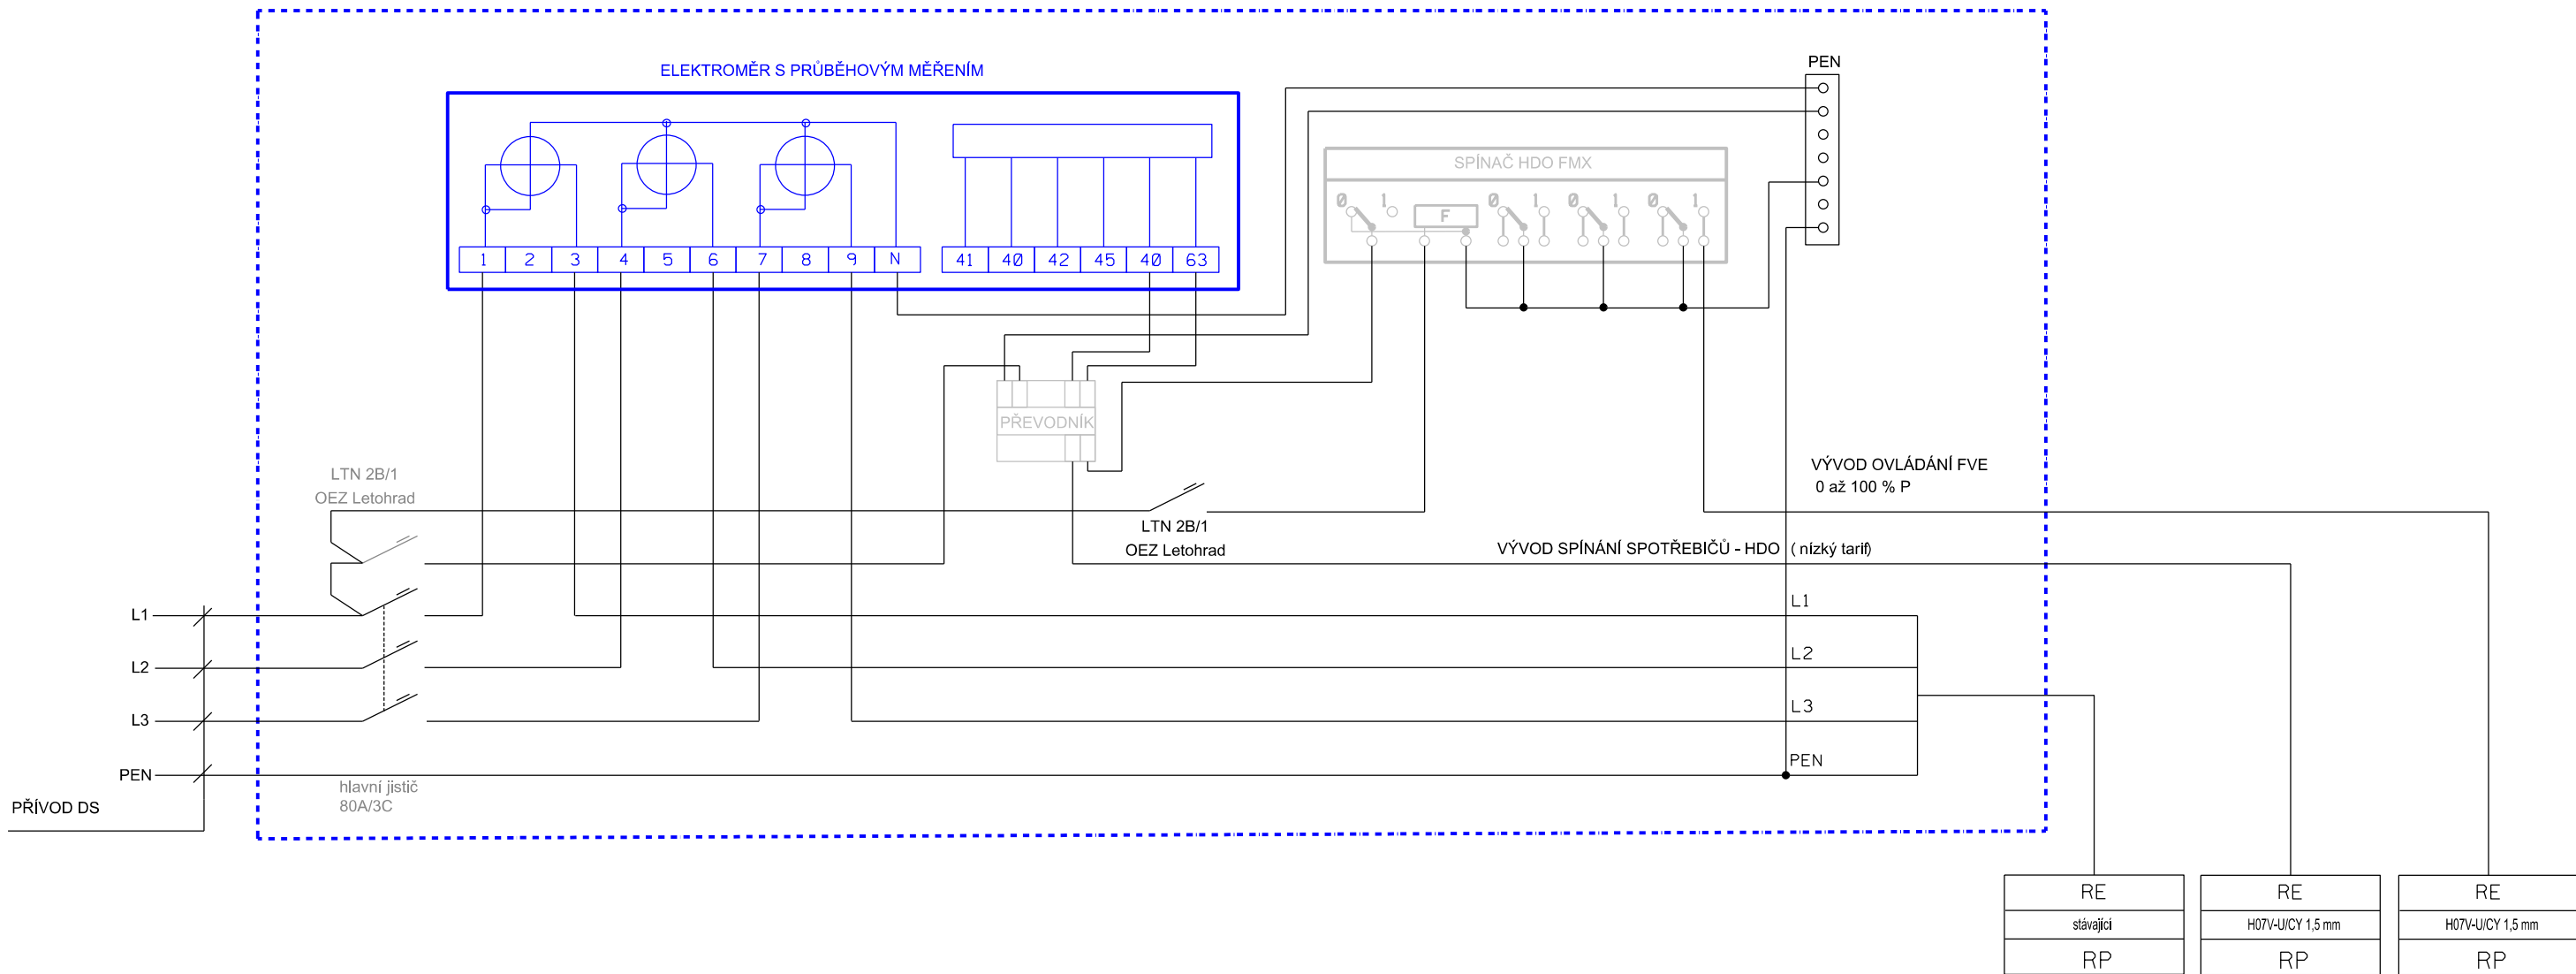 ELEKTROMĚR S PRŮBĚHOVÝM MĚŘENÍM
PEN
SPÍNAČ HDO FMX
0 1 F 0 1 0 1 0 1
1 2 3 4 5 6 7 8 9 N 41 40 42 45 40 63
PŘEVODNÍK
LTN 2B/1
OEZ Letohrad
VÝVOD OVLÁDÁNÍ FVE
0 až 100 % P
LTN 2B/1
OEZ Letohrad
VÝVOD SPÍNÁNÍ SPOTŘEBIČŮ - HDO ( nízký tarif)
L1 L1
L2 L2
L3 L3
PEN PEN
hlavní jistič
80A/3C
PŘÍVOD DS
RE RE RE
stávající H07V-U/CY 1,5 mm H07V-U/CY 1,5 mm
RP RP RP